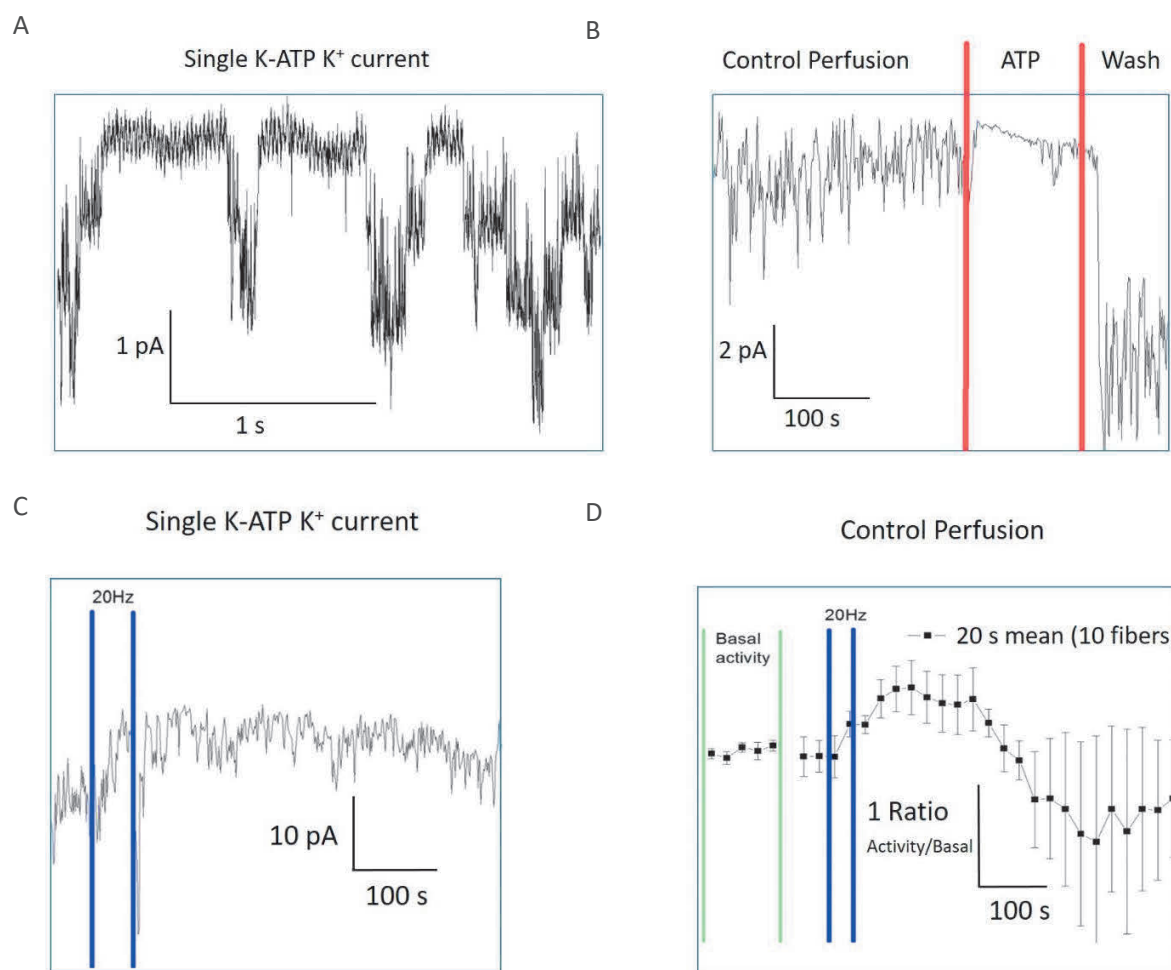 A
Single K-ATP K⁺ current
1 pA
1 s
B
Control Perfusion ATP Wash
2 pA
100 s
C
Single K-ATP K⁺ current
20Hz
10 pA
100 s
D
Control Perfusion
20Hz
Basal
activity
20 s mean (10 fibers
1 Ratio
Activity/Basal
100 s